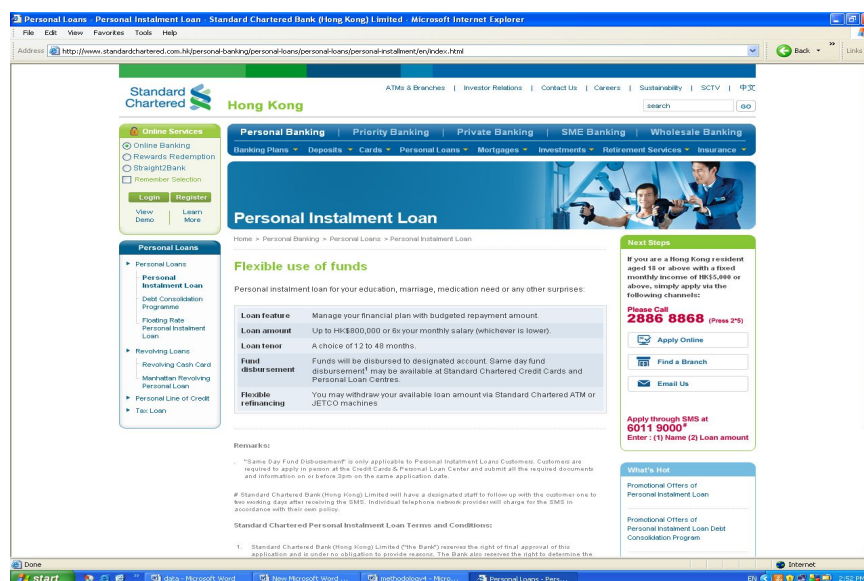 Personal Loans - Personal Instalment Loan - Standard Chartered Bank (Hong Kong) Limited - Microsoft Internet Explorer
File Edit View Favorites Tools Help
Address http://www.standardchartered.com.hk/personal-banking/personal-loans/personal-loans/personal-installment/en/index.html
Back » Links
Standard
Chartered
Hong Kong
ATMs & Branches | Investor Relations | Contact Us | Careers | Sustainability | SCTV | 中文
search GO
Online Services
Online Banking
Rewards Redemption
Straight2Bank
Remember Selection
Login Register
View Demo | Learn More
Personal Banking | Priority Banking | Private Banking | SME Banking | Wholesale Banking
Banking Plans Deposits Cards Personal Loans Mortgages Investments Retirement Services Insurance
Personal Instalment Loan
Home > Personal Banking > Personal Loans > Personal Instalment Loan
Personal Loans
Personal Loans
Personal
Instalment Loan
Debt Consolidation
Programme
Floating Rate
Personal Instalment
Loan
Revolving Loans
Revolving Cash Card
Manhattan Revolving
Personal Loan
Personal Line of Credit
Tax Loan
Flexible use of funds
Personal instalment loan for your education, marriage, medication need or any other surprises:
Loan feature Manage your financial plan with budgeted repayment amount.
Loan amount Up to HK$800,000 or 6x your monthly salary (whichever is lower).
Loan tenor A choice of 12 to 48 months.
Fund disbursement Funds will be disbursed to designated account. Same day fund
disbursement¹ may be available at Standard Chartered Credit Cards and
Personal Loan Centres.
Flexible refinancing You may withdraw your available loan amount via Standard Chartered ATM or
JETCO machines
Remarks:
. "Same Day Fund Disbursement" is only applicable to Personal Instalment Loans Customers. Customers are
required to apply in person at the Credit Cards & Personal Loan Center and submit all the required documents
and information on or before 3pm on the same application date.
# Standard Chartered Bank (Hong Kong) Limited will have a designated staff to follow up with the customer one to
two working days after receiving the SMS. Individual telephone network provider will charge for the SMS in
accordance with their own policy.
Standard Chartered Personal Instalment Loan Terms and Conditions:
1. Standard Chartered Bank (Hong Kong) Limited ("the Bank") reserves the right of final approval of this
application and is under no obligation to provide reasons. The Bank also reserves the right to determine the
Next Steps
If you are a Hong Kong resident
aged 18 or above with a fixed
monthly income of HK$5,000 or
above, simply apply via the
following channels:
Please Call
2886 8868 (Press 2*5)
Apply Online
Find a Branch
Email Us
Apply through SMS at
6011 9000#
Enter : (1) Name (2) Loan amount
What's Hot
Promotional Offers of
Personal Instalment Loan
Promotional Offers of
Personal Instalment Loan Debt
Consolidation Program
Done Internet
start data - Microsoft Word New Microsoft Word ... methodology4 - Micro... Personal Loans - Pers... EN 2:52 PM